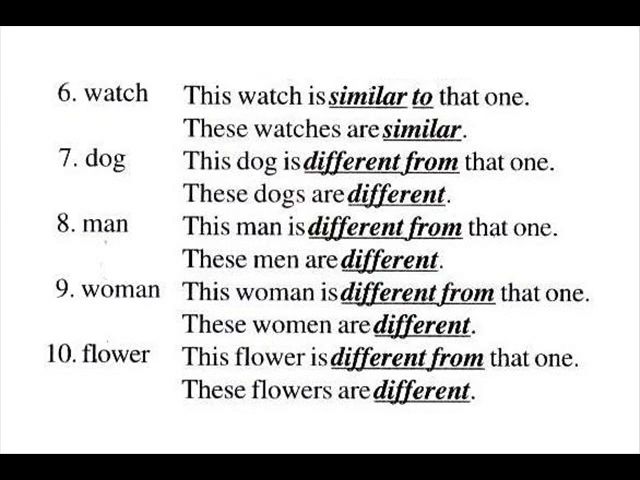 6. watch This watch is similar to that one.
These watches are similar.
7. dog This dog is different from that one.
These dogs are different.
8. man This man is different from that one.
These men are different.
9. woman This woman is different from that one.
These women are different.
10. flower This flower is different from that one.
These flowers are different.